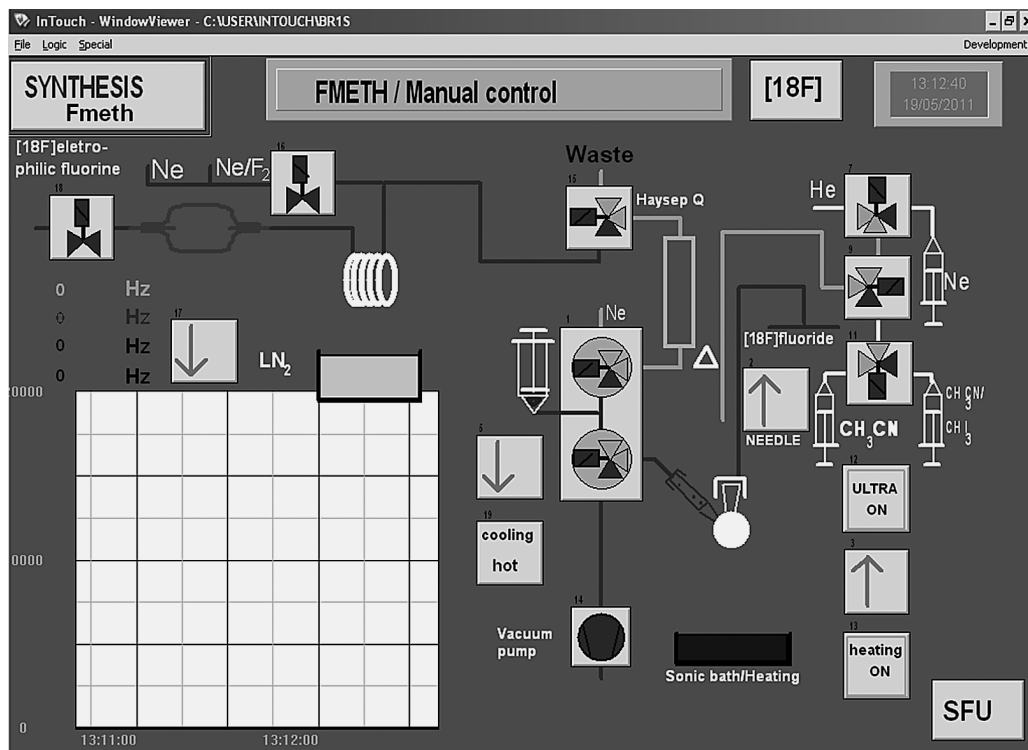 InTouch - WindowViewer - C:\USER\INTOUCH\BR1S
File Logic Special
Development
SYNTHESIS
Fmeth
FMETH / Manual control
[18F]
13:12:40
19/05/2011
[18F]eletro-
philic fluorine
Ne
Ne/F2
16
18
Waste
15
Haysep Q
7
He
9
Ne
0 Hz
0 Hz
0 Hz
0 Hz
17
LN2
1
Ne
[18F]fluoride
11
2
NEEDLE
CH3CN
CH3CN/
CH3I
20000
0000
0
13:11:00
13:12:00
19
cooling
hot
12
ULTRA
ON
3
14
Vacuum
pump
13
heating
ON
Sonic bath/Heating
SFU